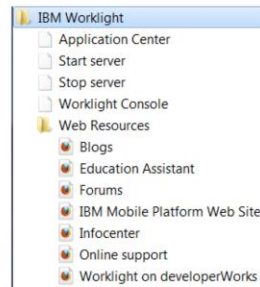 IBM Worklight
Application Center
Start server
Stop server
Worklight Console
Web Resources
Blogs
Education Assistant
Forums
IBM Mobile Platform Web Site
Infocenter
Online support
Worklight on developerWorks